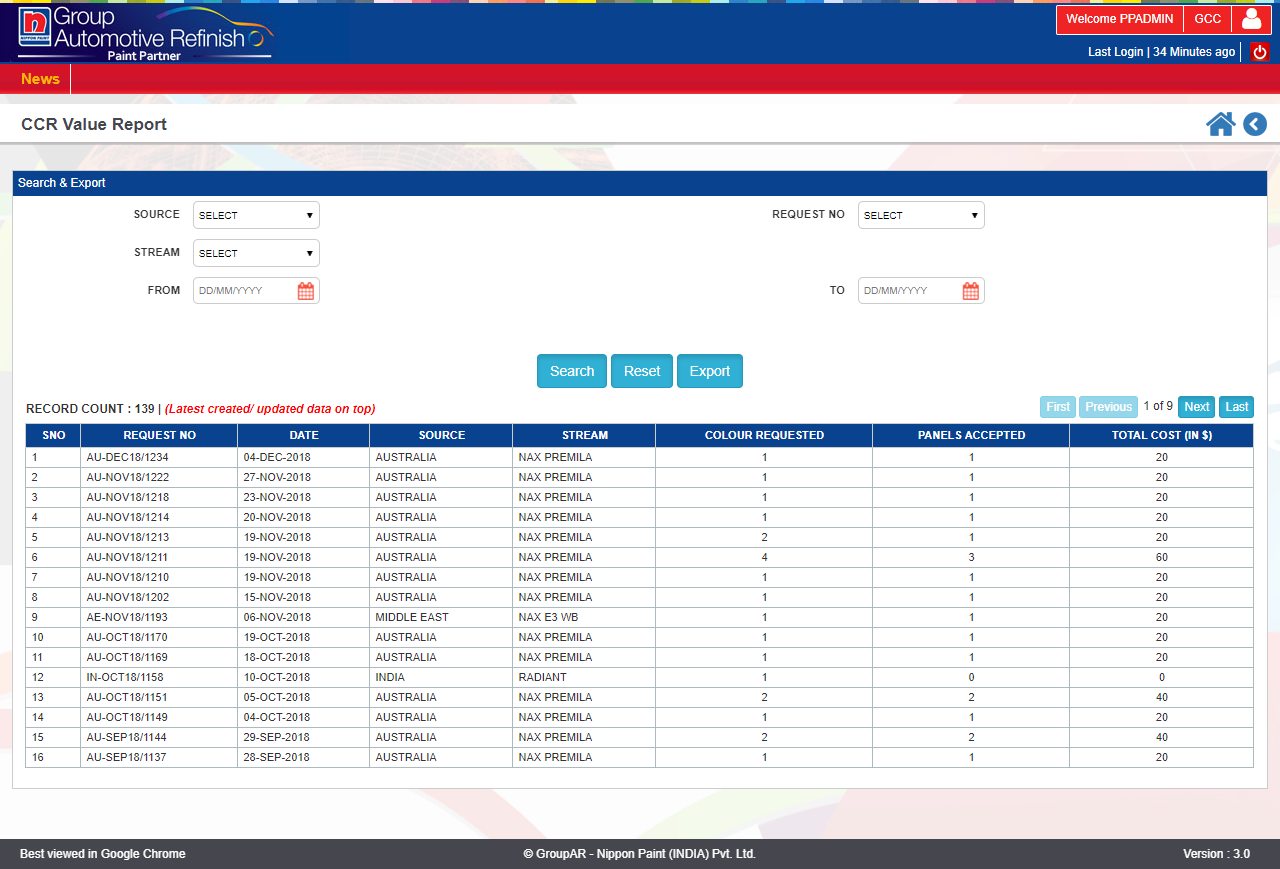 n Group
NIPPON PAINT Automotive Refinish
Paint Partner
Welcome PPADMIN GCC
Last Login | 34 Minutes ago
News
CCR Value Report
Search & Export
SOURCE SELECT REQUEST NO SELECT
STREAM SELECT
FROM DD/MM/YYYY TO DD/MM/YYYY
Search Reset Export
RECORD COUNT : 139 | (Latest created/ updated data on top) First Previous 1 of 9 Next Last
SNO REQUEST NO DATE SOURCE STREAM COLOUR REQUESTED PANELS ACCEPTED TOTAL COST (IN $)
1 AU-DEC18/1234 04-DEC-2018 AUSTRALIA NAX PREMILA 1 1 20
2 AU-NOV18/1222 27-NOV-2018 AUSTRALIA NAX PREMILA 1 1 20
3 AU-NOV18/1218 23-NOV-2018 AUSTRALIA NAX PREMILA 1 1 20
4 AU-NOV18/1214 20-NOV-2018 AUSTRALIA NAX PREMILA 1 1 20
5 AU-NOV18/1213 19-NOV-2018 AUSTRALIA NAX PREMILA 2 1 20
6 AU-NOV18/1211 19-NOV-2018 AUSTRALIA NAX PREMILA 4 3 60
7 AU-NOV18/1210 19-NOV-2018 AUSTRALIA NAX PREMILA 1 1 20
8 AU-NOV18/1202 15-NOV-2018 AUSTRALIA NAX PREMILA 1 1 20
9 AE-NOV18/1193 06-NOV-2018 MIDDLE EAST NAX E3 WB 1 1 20
10 AU-OCT18/1170 19-OCT-2018 AUSTRALIA NAX PREMILA 1 1 20
11 AU-OCT18/1169 18-OCT-2018 AUSTRALIA NAX PREMILA 1 1 20
12 IN-OCT18/1158 10-OCT-2018 INDIA RADIANT 1 0 0
13 AU-OCT18/1151 05-OCT-2018 AUSTRALIA NAX PREMILA 2 2 40
14 AU-OCT18/1149 04-OCT-2018 AUSTRALIA NAX PREMILA 1 1 20
15 AU-SEP18/1144 29-SEP-2018 AUSTRALIA NAX PREMILA 2 2 40
16 AU-SEP18/1137 28-SEP-2018 AUSTRALIA NAX PREMILA 1 1 20
Best viewed in Google Chrome © GroupAR - Nippon Paint (INDIA) Pvt. Ltd. Version : 3.0